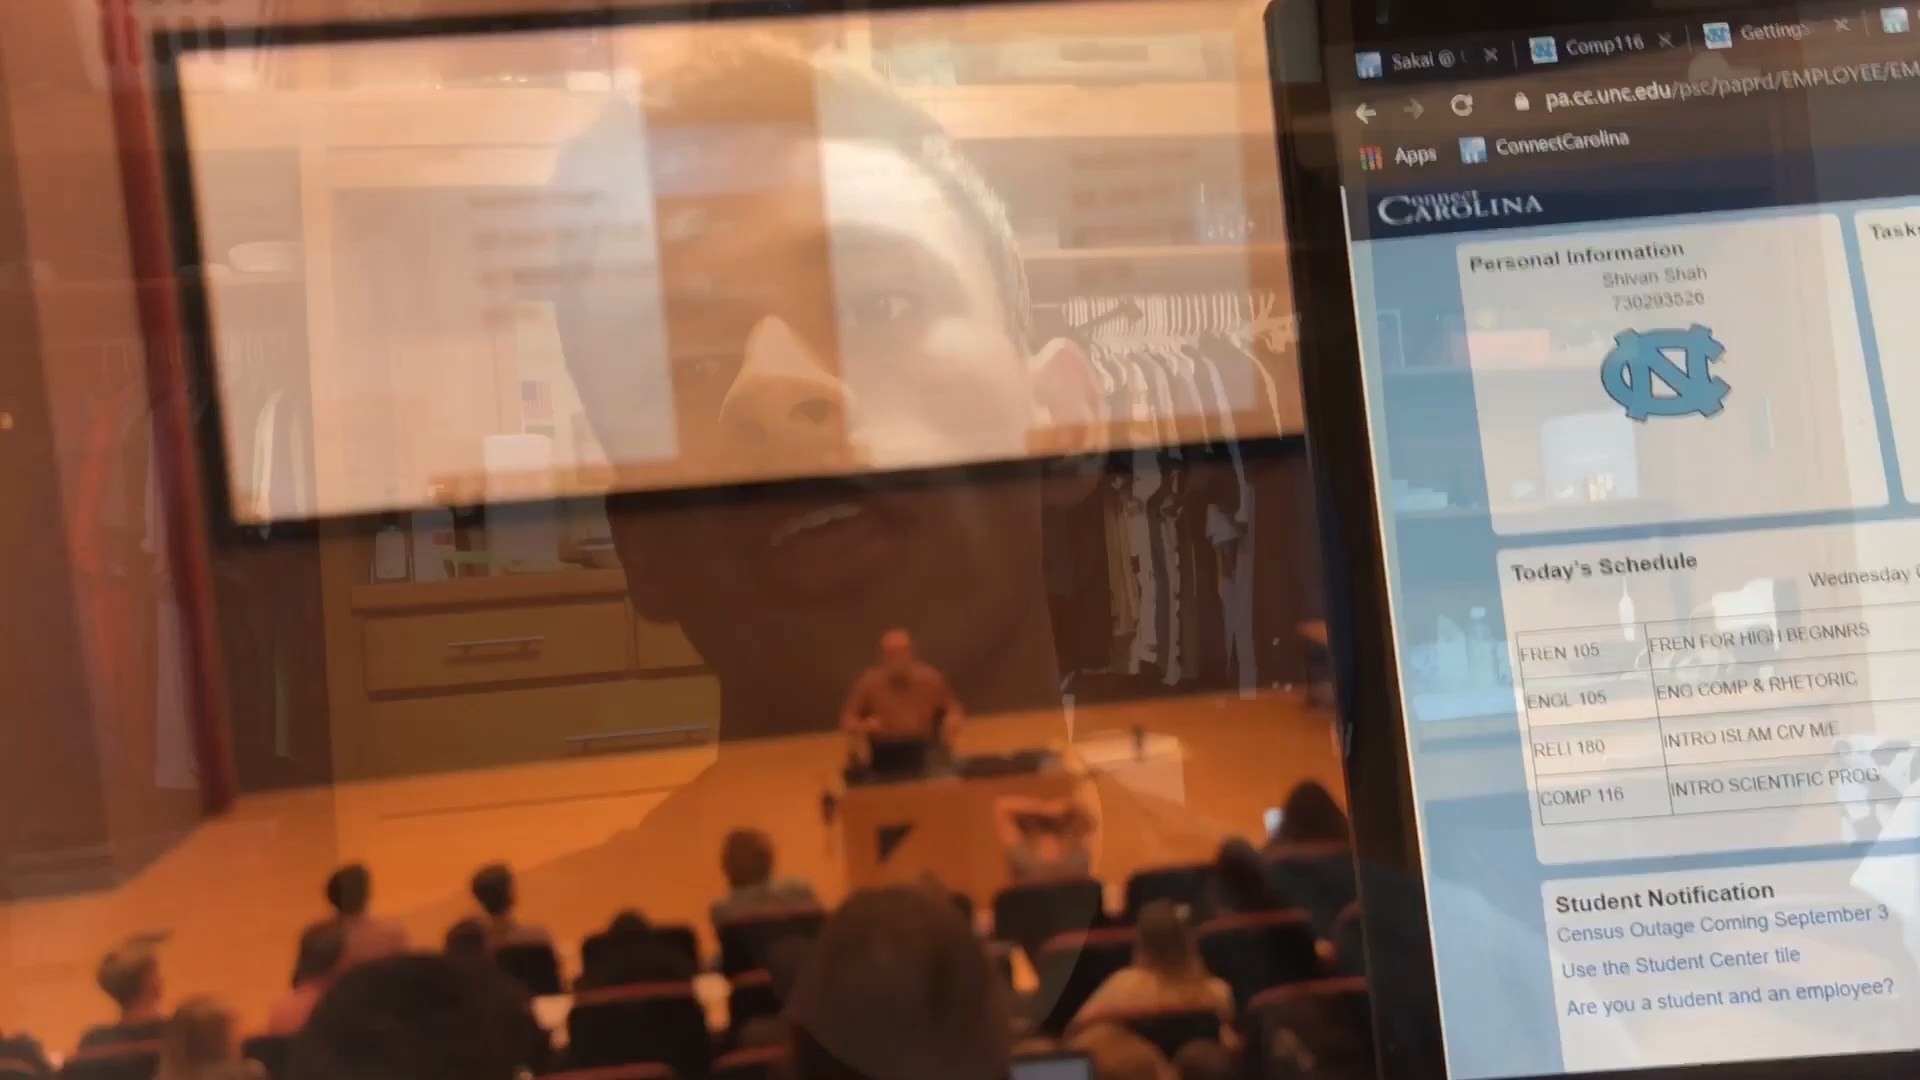 Sakai @
Comp116
Getting
pa.cc.unc.edu/psc/paprd/EMPLOYEE/EM
Apps
ConnectCarolina
Connect
CAROLINA
Personal Information
Shivan Shah
730293526
Task
Today's Schedule
Wednesday
FREN 105 FREN FOR HIGH BEGNNRS
ENGL 105 ENG COMP & RHETORIC
RELI 180 INTRO ISLAM CIV M/E
COMP 116 INTRO SCIENTIFIC PROG
Student Notification
Census Outage Coming September 3
Use the Student Center tile
Are you a student and an employee?